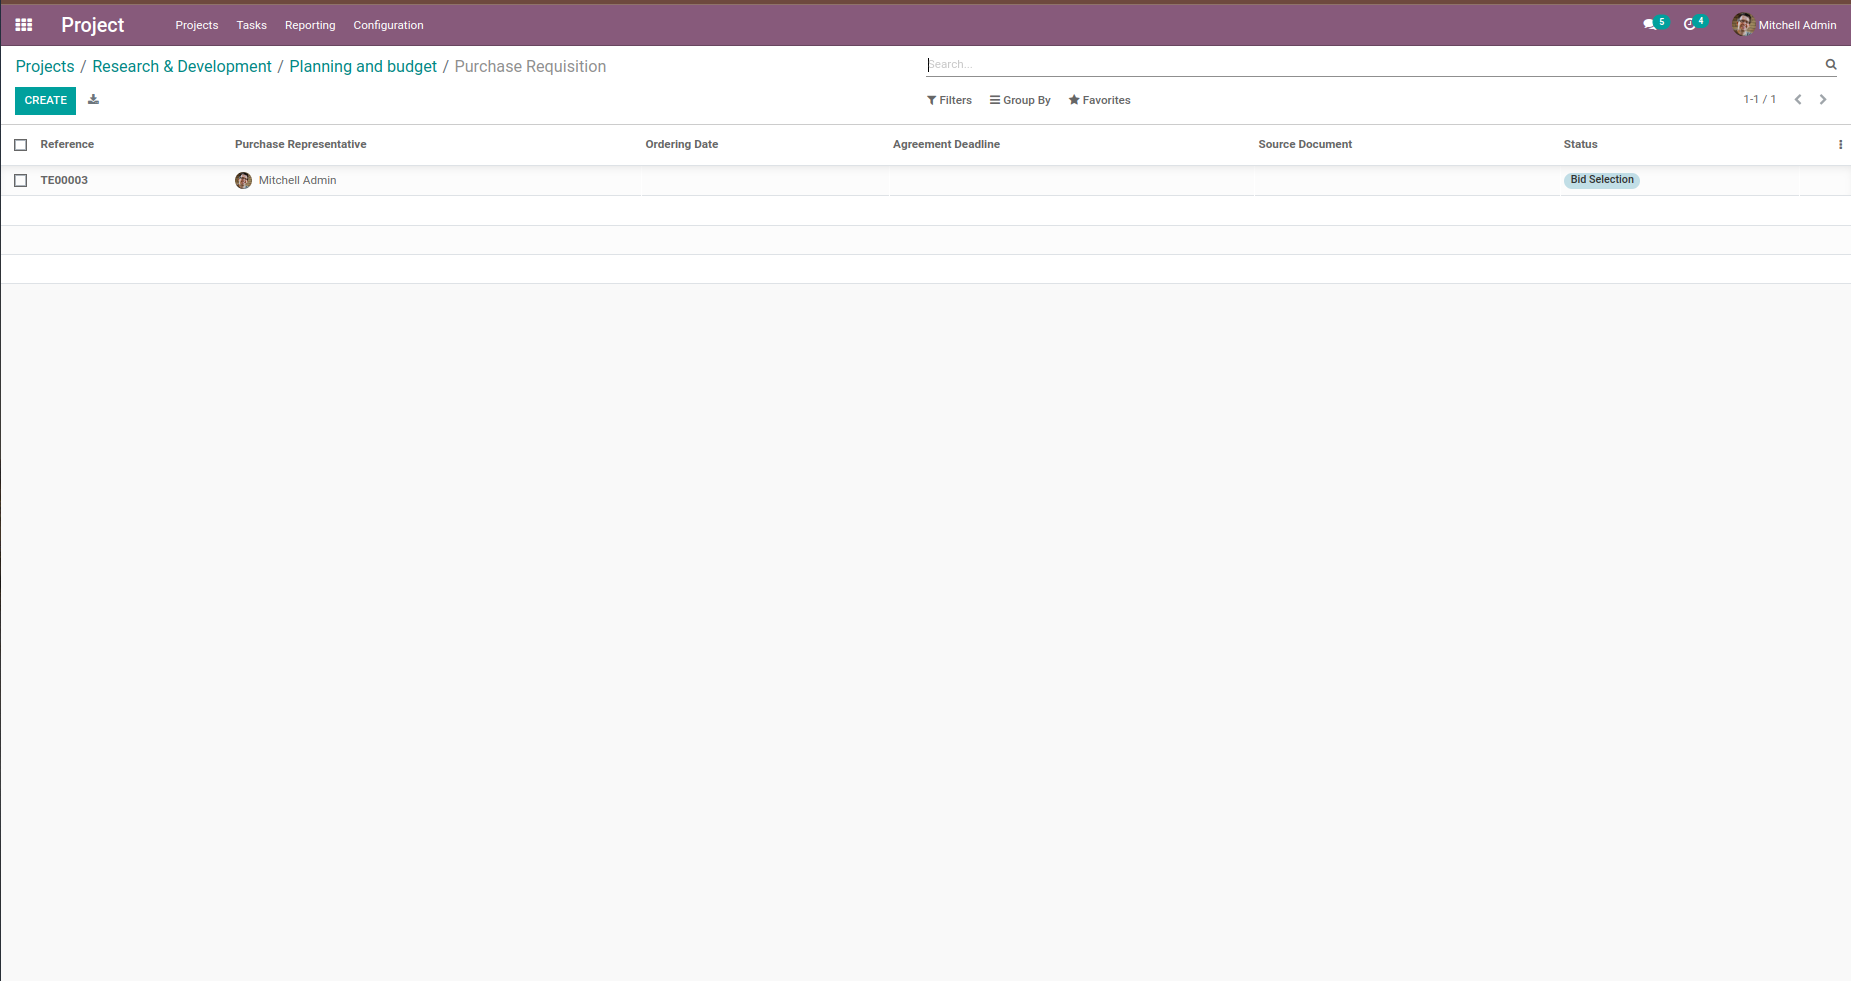 Project Projects Tasks Reporting Configuration 5 4 Mitchell Admin
Projects / Research & Development / Planning and budget / Purchase Requisition
Search...
CREATE Filters Group By Favorites 1-1 / 1
Reference Purchase Representative Ordering Date Agreement Deadline Source Document Status
TE00003 Mitchell Admin Bid Selection